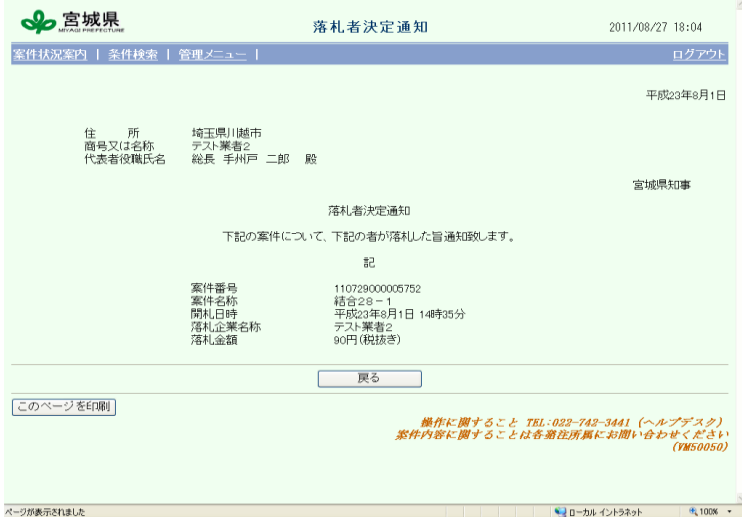 宮城県
MIYAGI PREFECTURE
落札者決定通知
2011/08/27 18:04
案件状況案内 | 条件検索 | 管理メニュー |
ログアウト
平成23年8月1日
住 所 埼玉県川越市
商号又は名称 テスト業者2
代表者役職氏名 総長 手州戸 二郎 殿
宮城県知事
落札者決定通知
下記の案件について、下記の者が落札した旨通知致します。
記
案件番号 110729000005752
案件名称 結合28-1
開札日時 平成23年8月1日 14時35分
落札企業名称 テスト業者2
落札金額 90円(税抜き)
戻る
このページを印刷
操作に関すること TEL:022-742-3441 (ヘルプデスク)
案件内容に関することは各発注所属にお問い合わせください
(VM50050)
ページが表示されました
ローカル イントラネット
100%